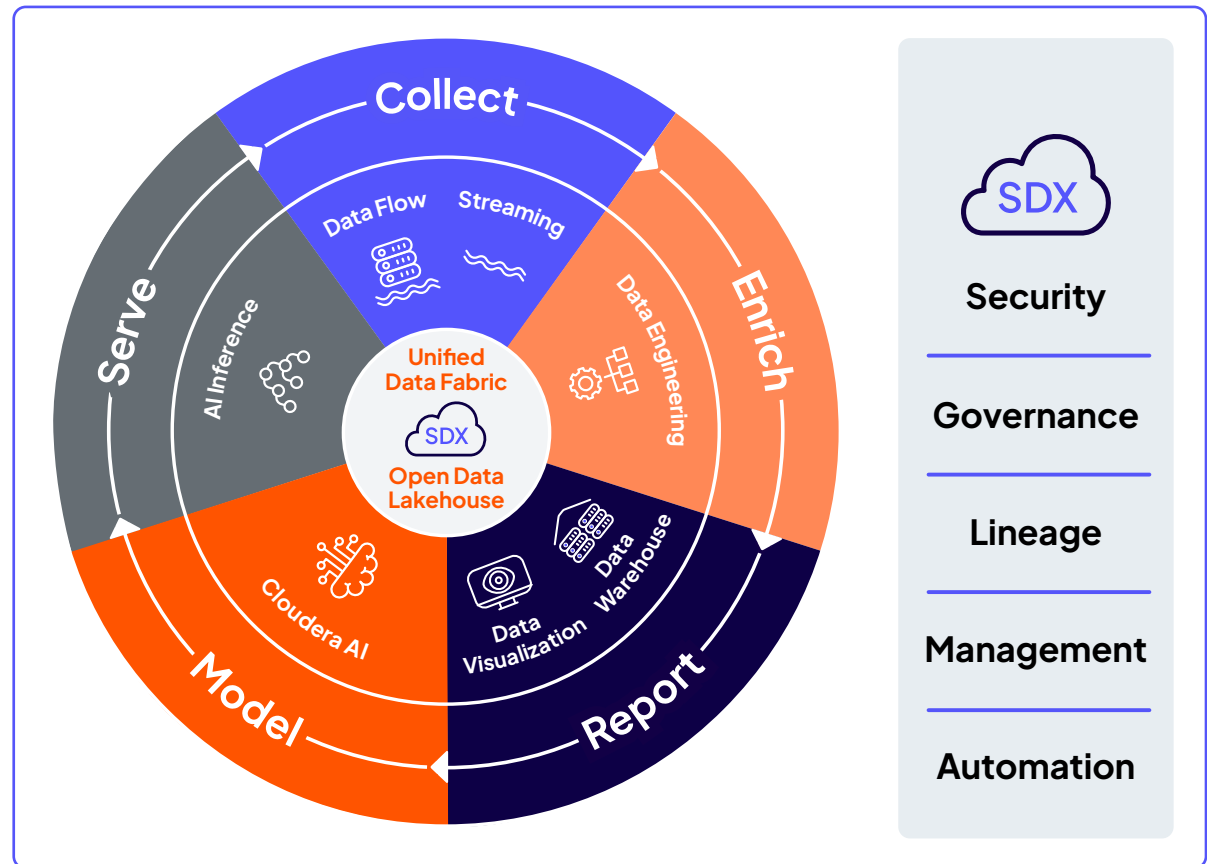 Collect
Data Flow
Streaming
Enrich
Data Engineering
Report
Data
Warehouse
Data
Visualization
Model
Cloudera AI
Serve
AI Inference
Unified
Data Fabric
SDX
Open Data
Lakehouse
SDX
Security
Governance
Lineage
Management
Automation